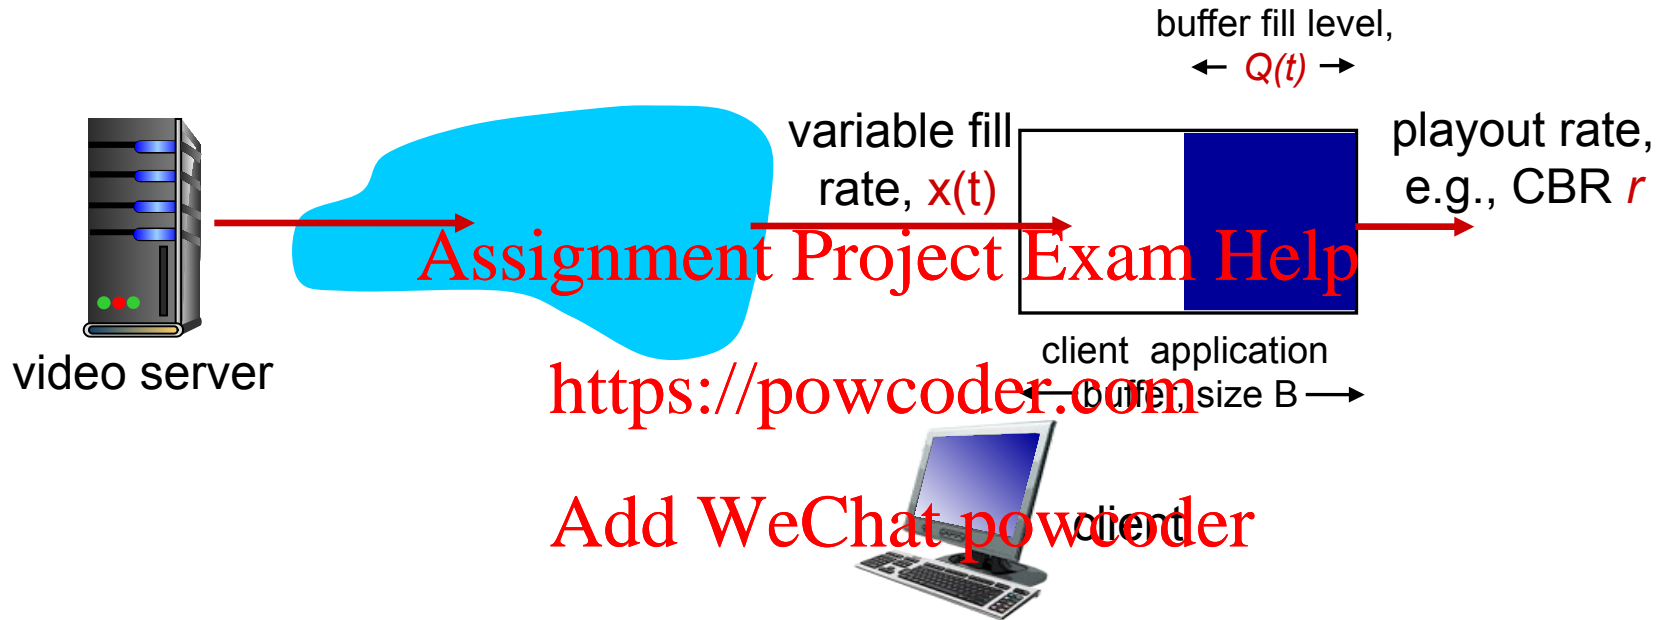 buffer fill level,
Q(t)
variable fill
rate, x(t)
playout rate,
e.g., CBR r
Assignment Project Exam Help
video server
client application
buffer, size B
https://powcoder.com
Add WeChat powcoder
client